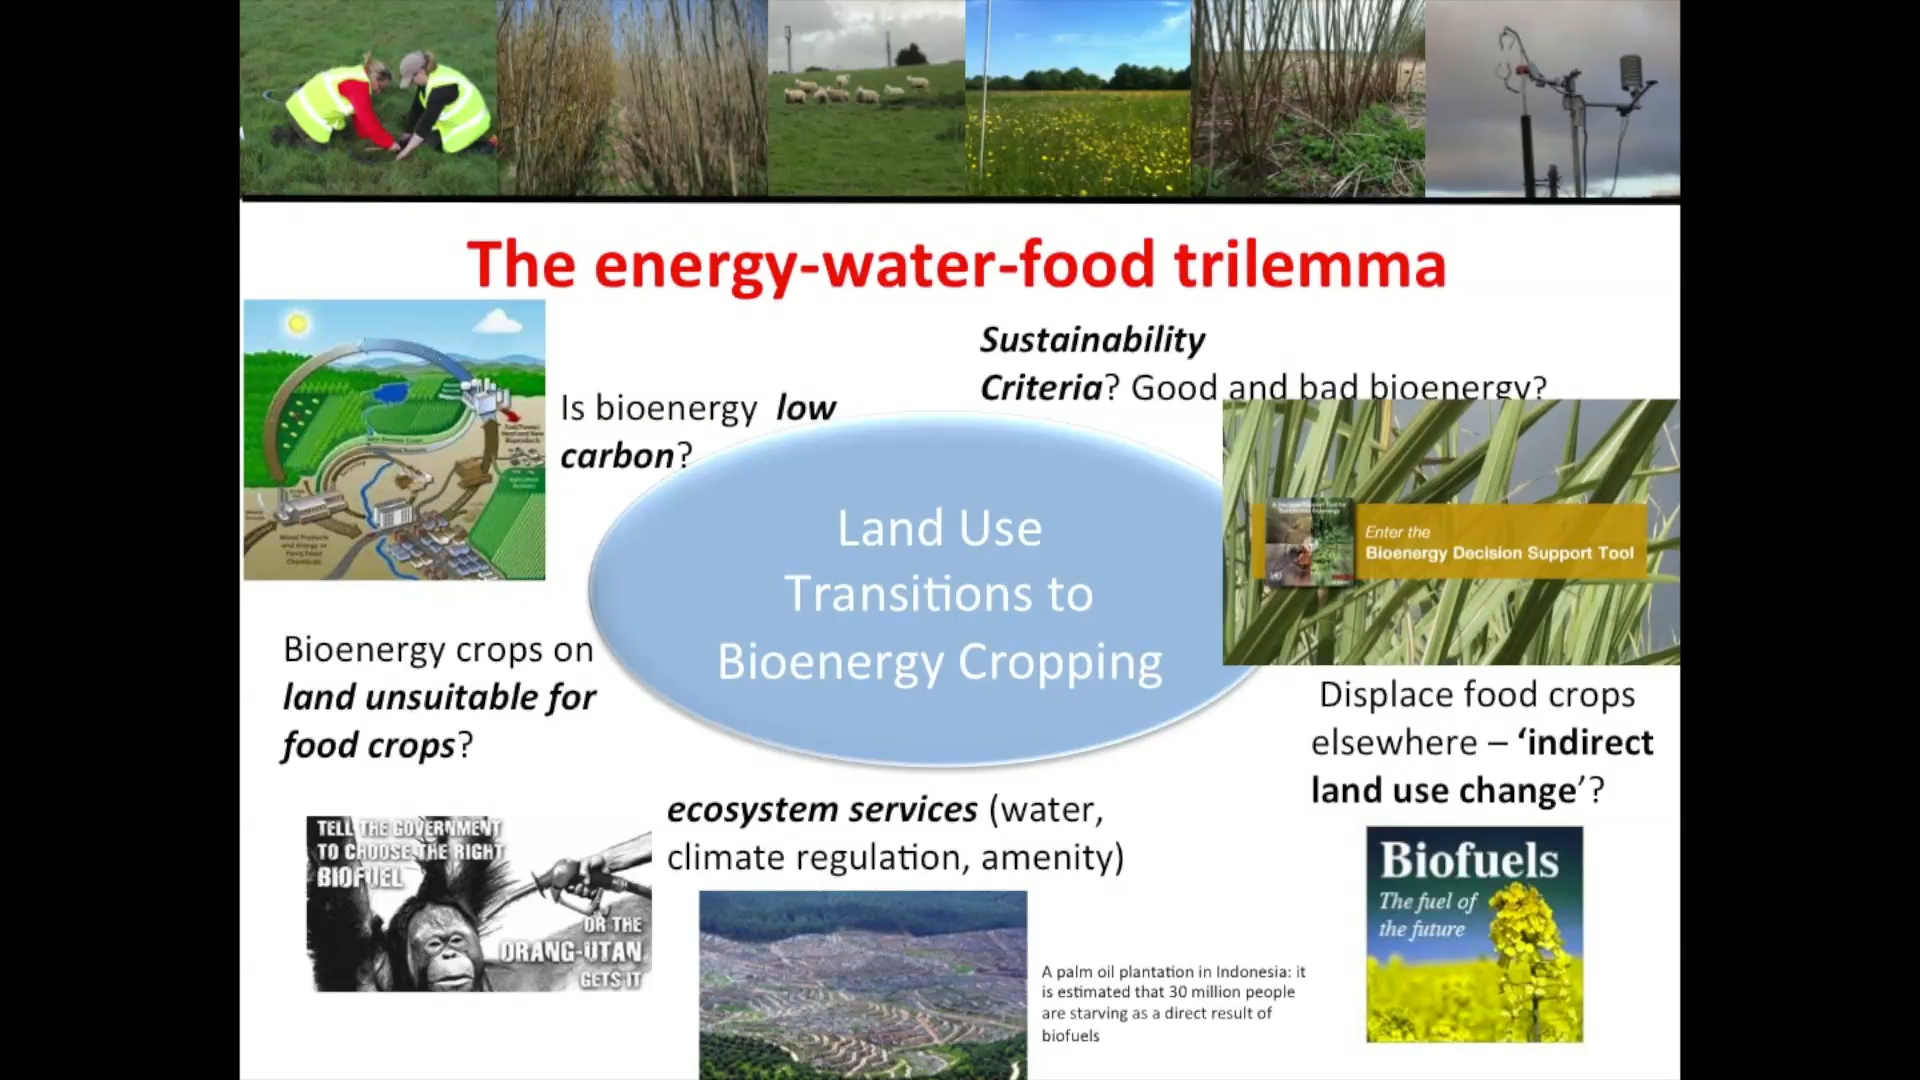 The energy-water-food trilemma
Sustainability
Criteria? Good and bad bioenergy?
Is bioenergy low
carbon?
Land Use
Transitions to
Bioenergy Cropping
Enter the
Bioenergy Decision Support Tool
Bioenergy crops on
land unsuitable for
food crops?
Displace food crops
elsewhere – ‘indirect
land use change’?
ecosystem services (water,
climate regulation, amenity)
TELL THE GOVERNMENT
TO CHOOSE THE RIGHT
BIOFUEL
OR THE
ORANG-UTAN
GETS IT
A palm oil plantation in Indonesia: it
is estimated that 30 million people
are starving as a direct result of
biofuels
Biofuels
The fuel of
the future